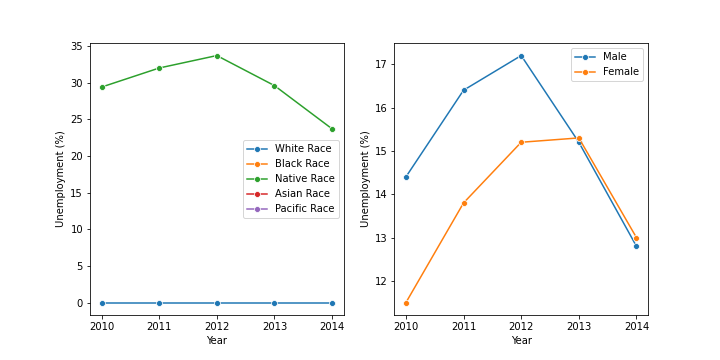 35
30
25
20
15
10
5
0
Unemployment (%)
White Race
Black Race
Native Race
Asian Race
Pacific Race
2010 2011 2012 2013 2014
Year
17
16
15
14
13
12
Unemployment (%)
Male
Female
2010 2011 2012 2013 2014
Year